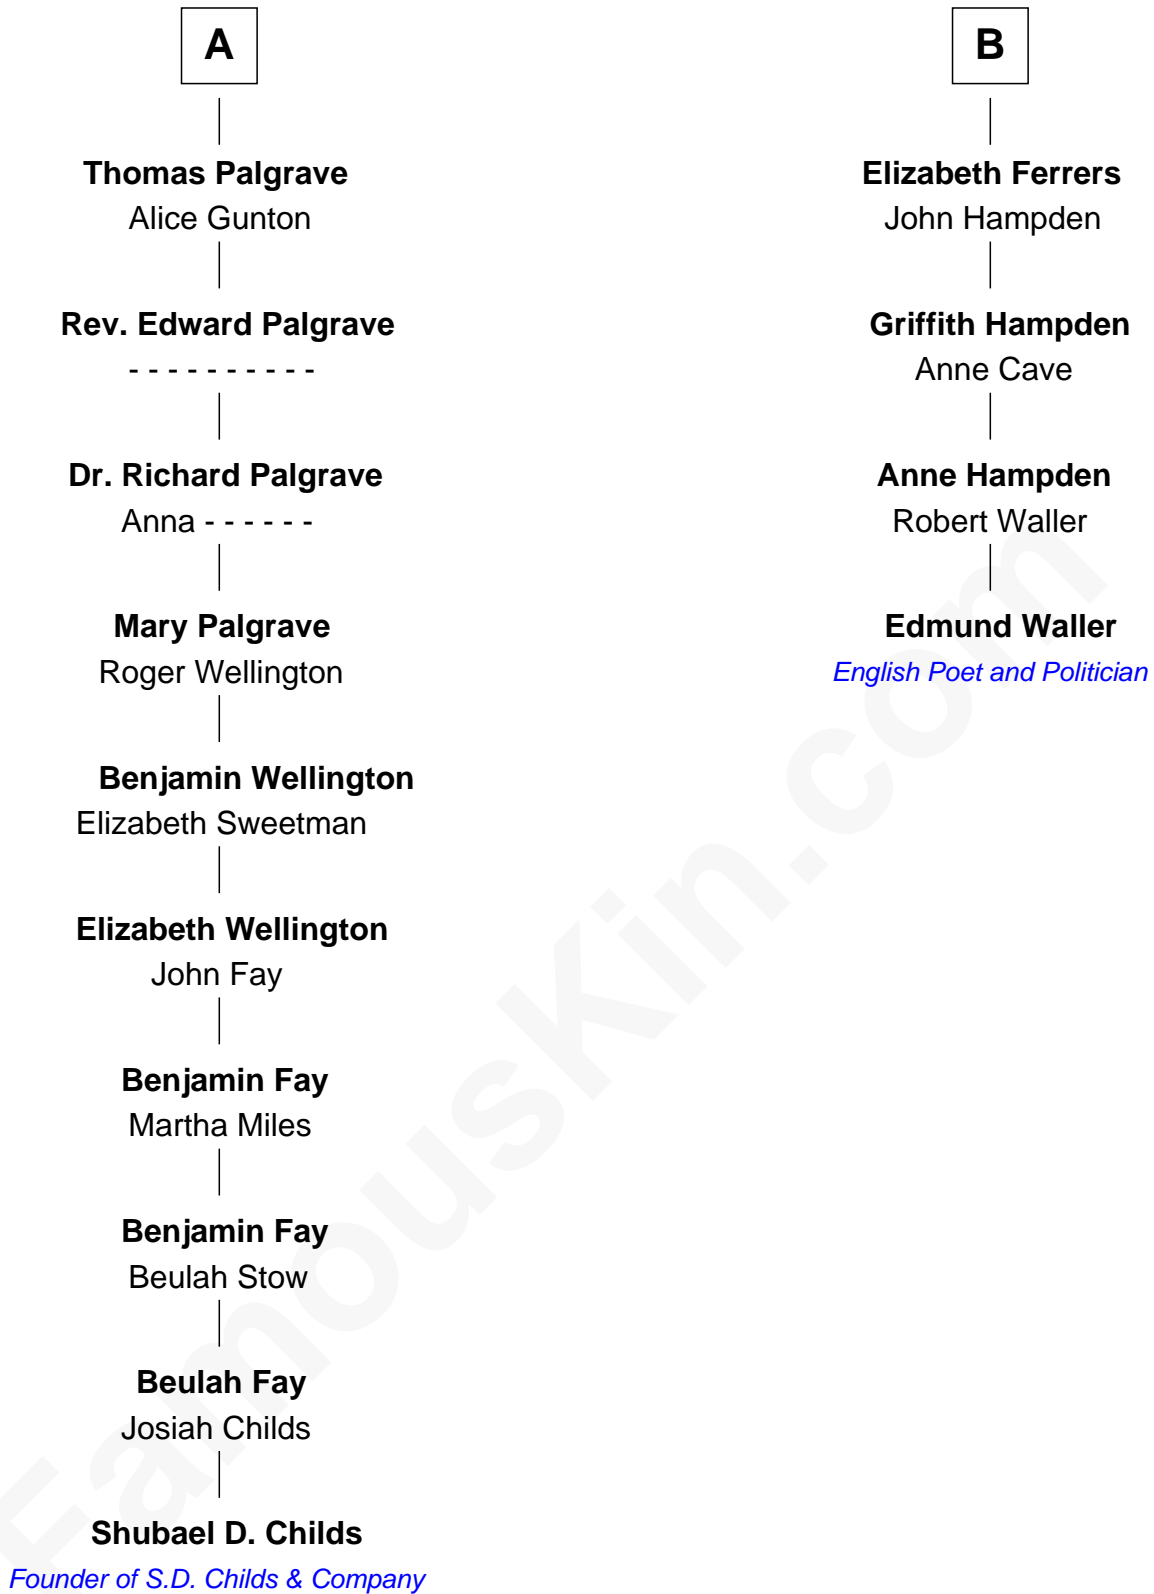 A
Thomas Palgrave
Alice Gunton
Rev. Edward Palgrave
- - - - - - - - - -
Dr. Richard Palgrave
Anna - - - - - -
Mary Palgrave
Roger Wellington
Benjamin Wellington
Elizabeth Sweetman
Elizabeth Wellington
John Fay
Benjamin Fay
Martha Miles
Benjamin Fay
Beulah Stow
Beulah Fay
Josiah Childs
Shubael D. Childs
Founder of S.D. Childs & Company
B
Elizabeth Ferrers
John Hampden
Griffith Hampden
Anne Cave
Anne Hampden
Robert Waller
Edmund Waller
English Poet and Politician
FamousKin.com